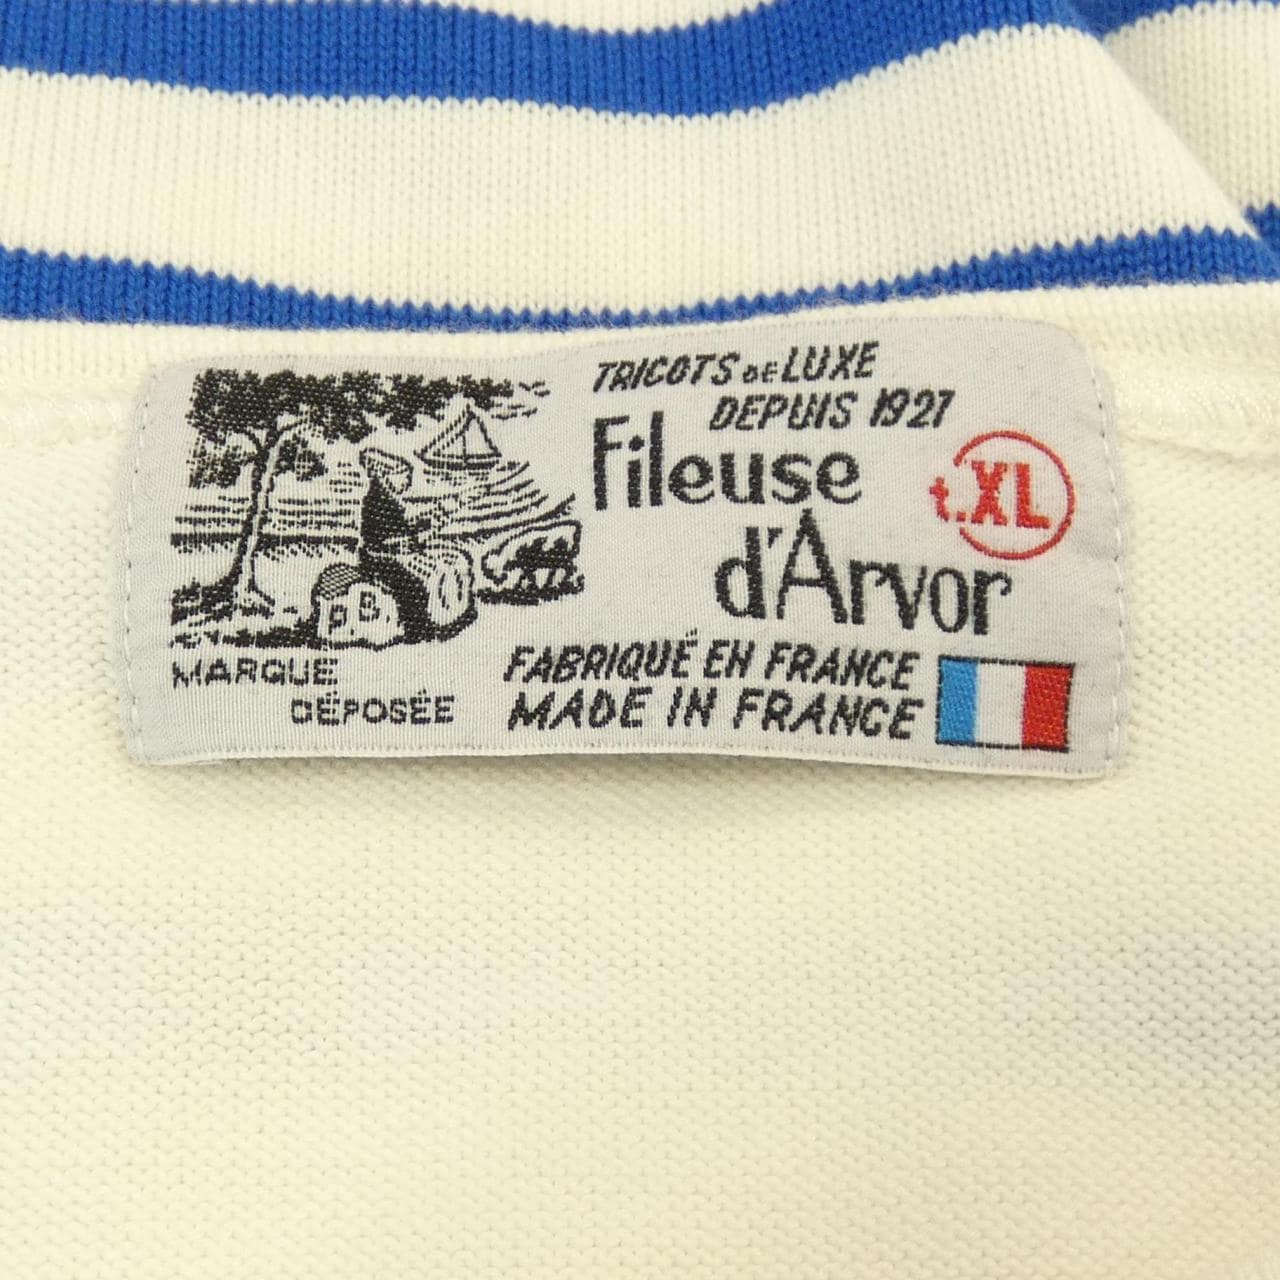 TRICOTS DE LUXE
DEPUIS 1927
Fileuse
d'Arvor
t.XL
B.B.
MARQUE
DÉPOSÉE
FABRIQUÉ EN FRANCE
MADE IN FRANCE